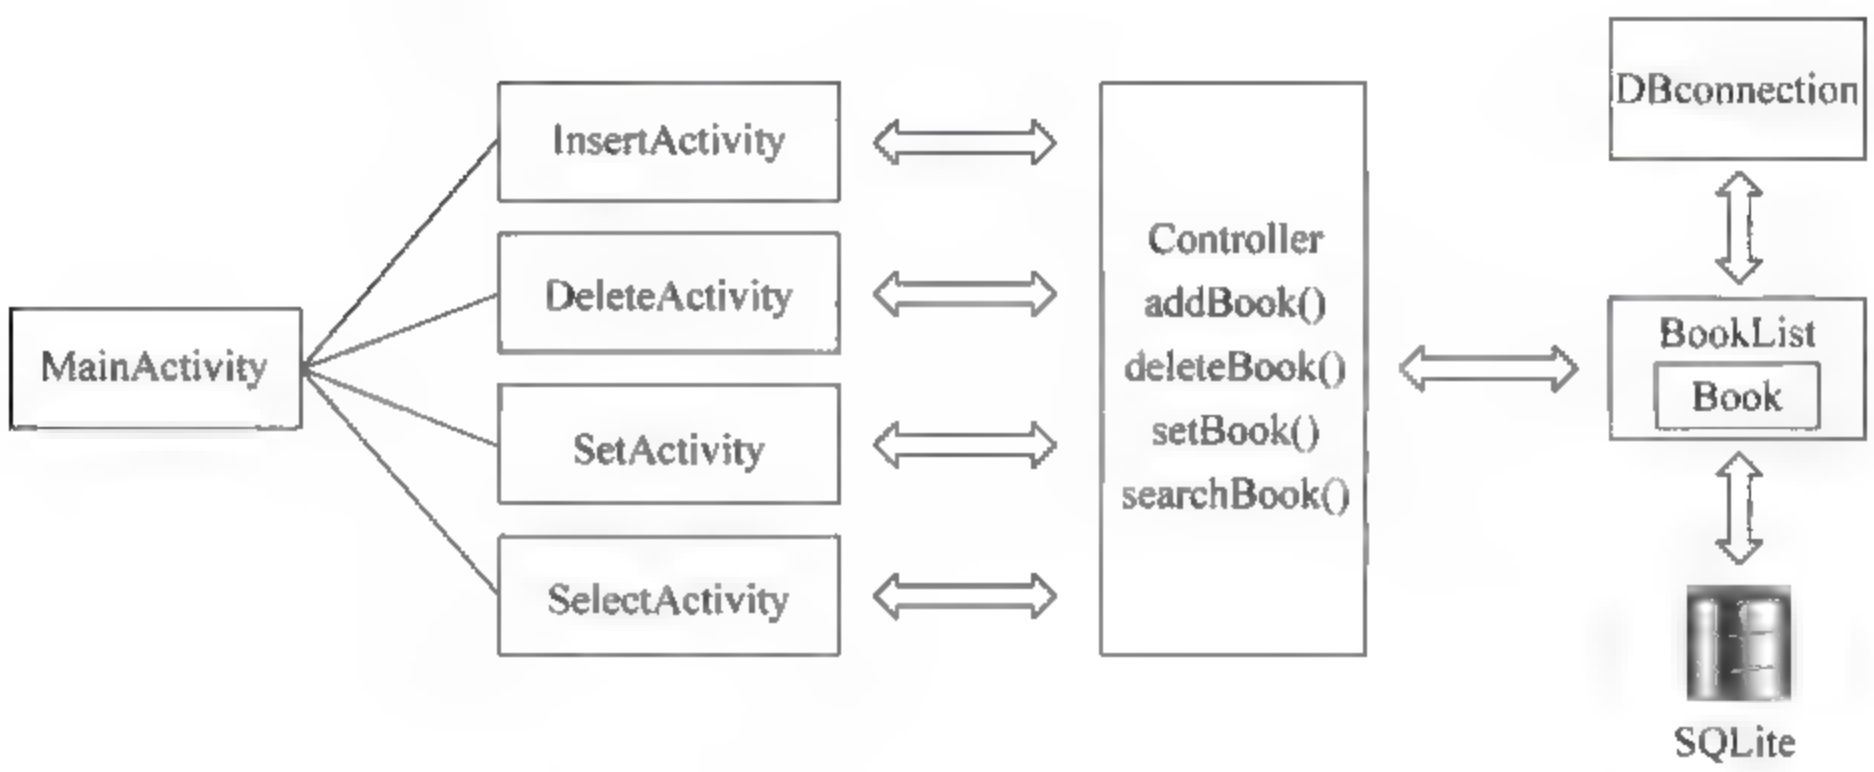 MainActivity
InsertActivity
DeleteActivity
SetActivity
SelectActivity
Controller
addBook()
deleteBook()
setBook()
searchBook()
DBconnection
BookList
Book
SQLite